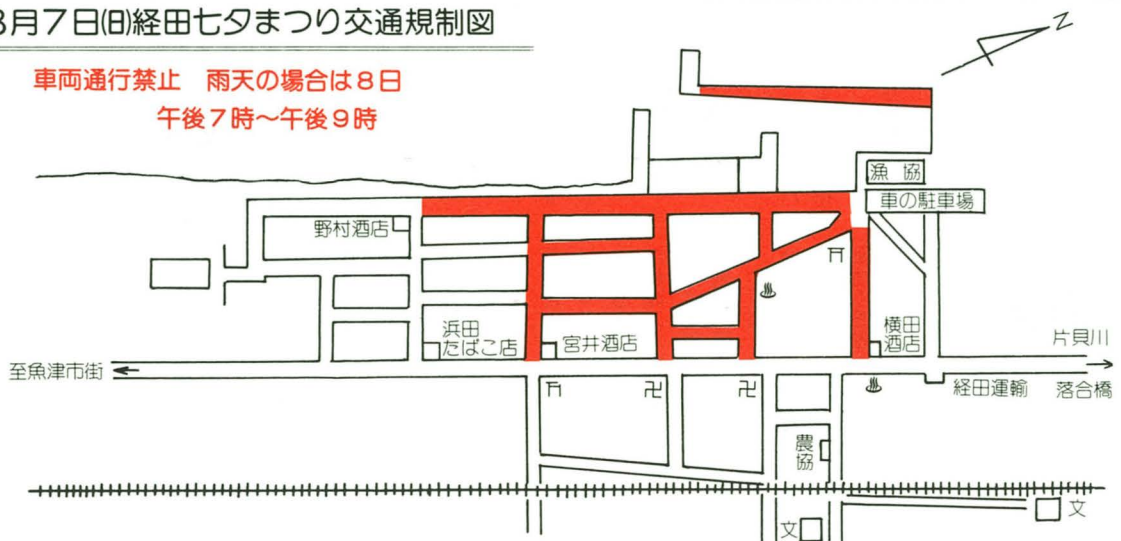 8月7日(日)経田七夕まつり交通規制図
Z
車両通行禁止 雨天の場合は8日
午後7時～午後9時
漁協
車の駐車場
野村酒店
浜田
たばこ店
宮井酒店
横田
酒店
片貝川
至魚津市街
経田運輸
落合橋
農
協
文
文